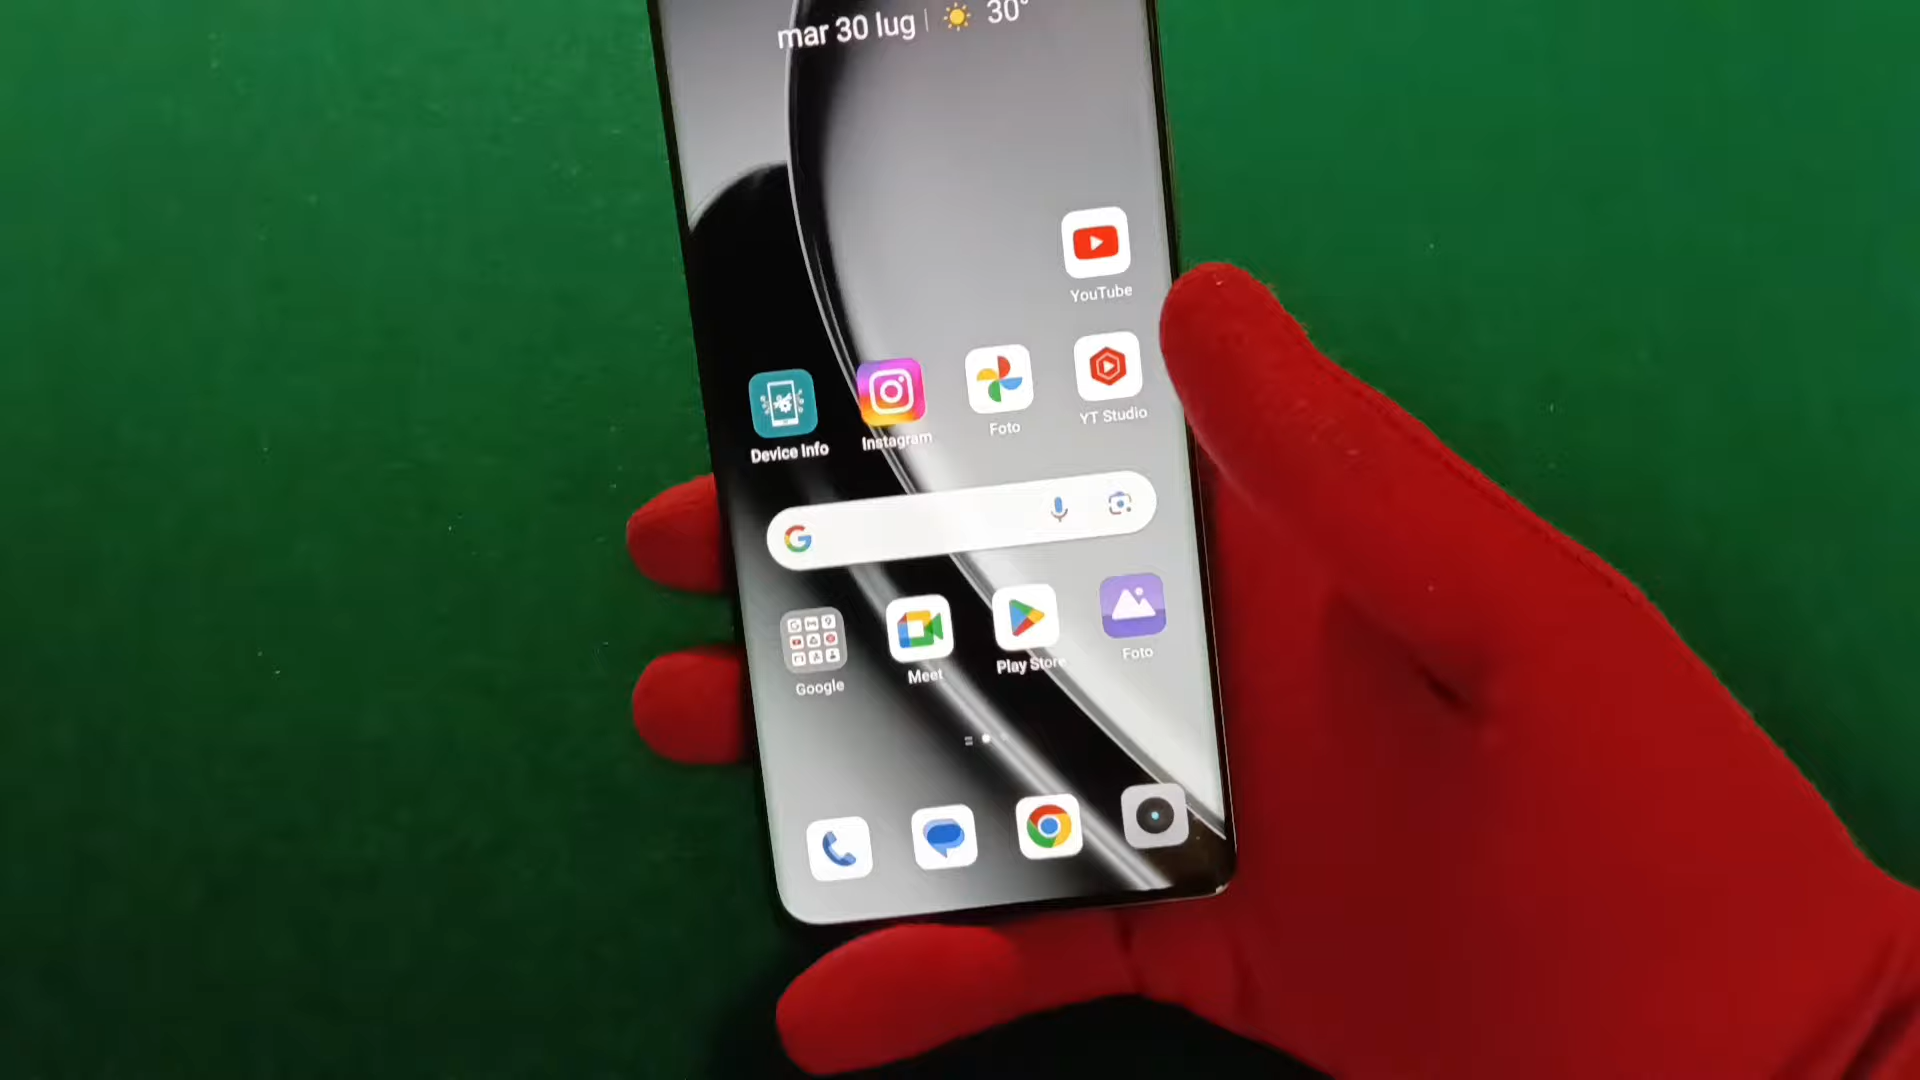 mar 30 lug | 30°
YouTube
Device Info Instagram Foto YT Studio
G
Google Meet Play Store Foto